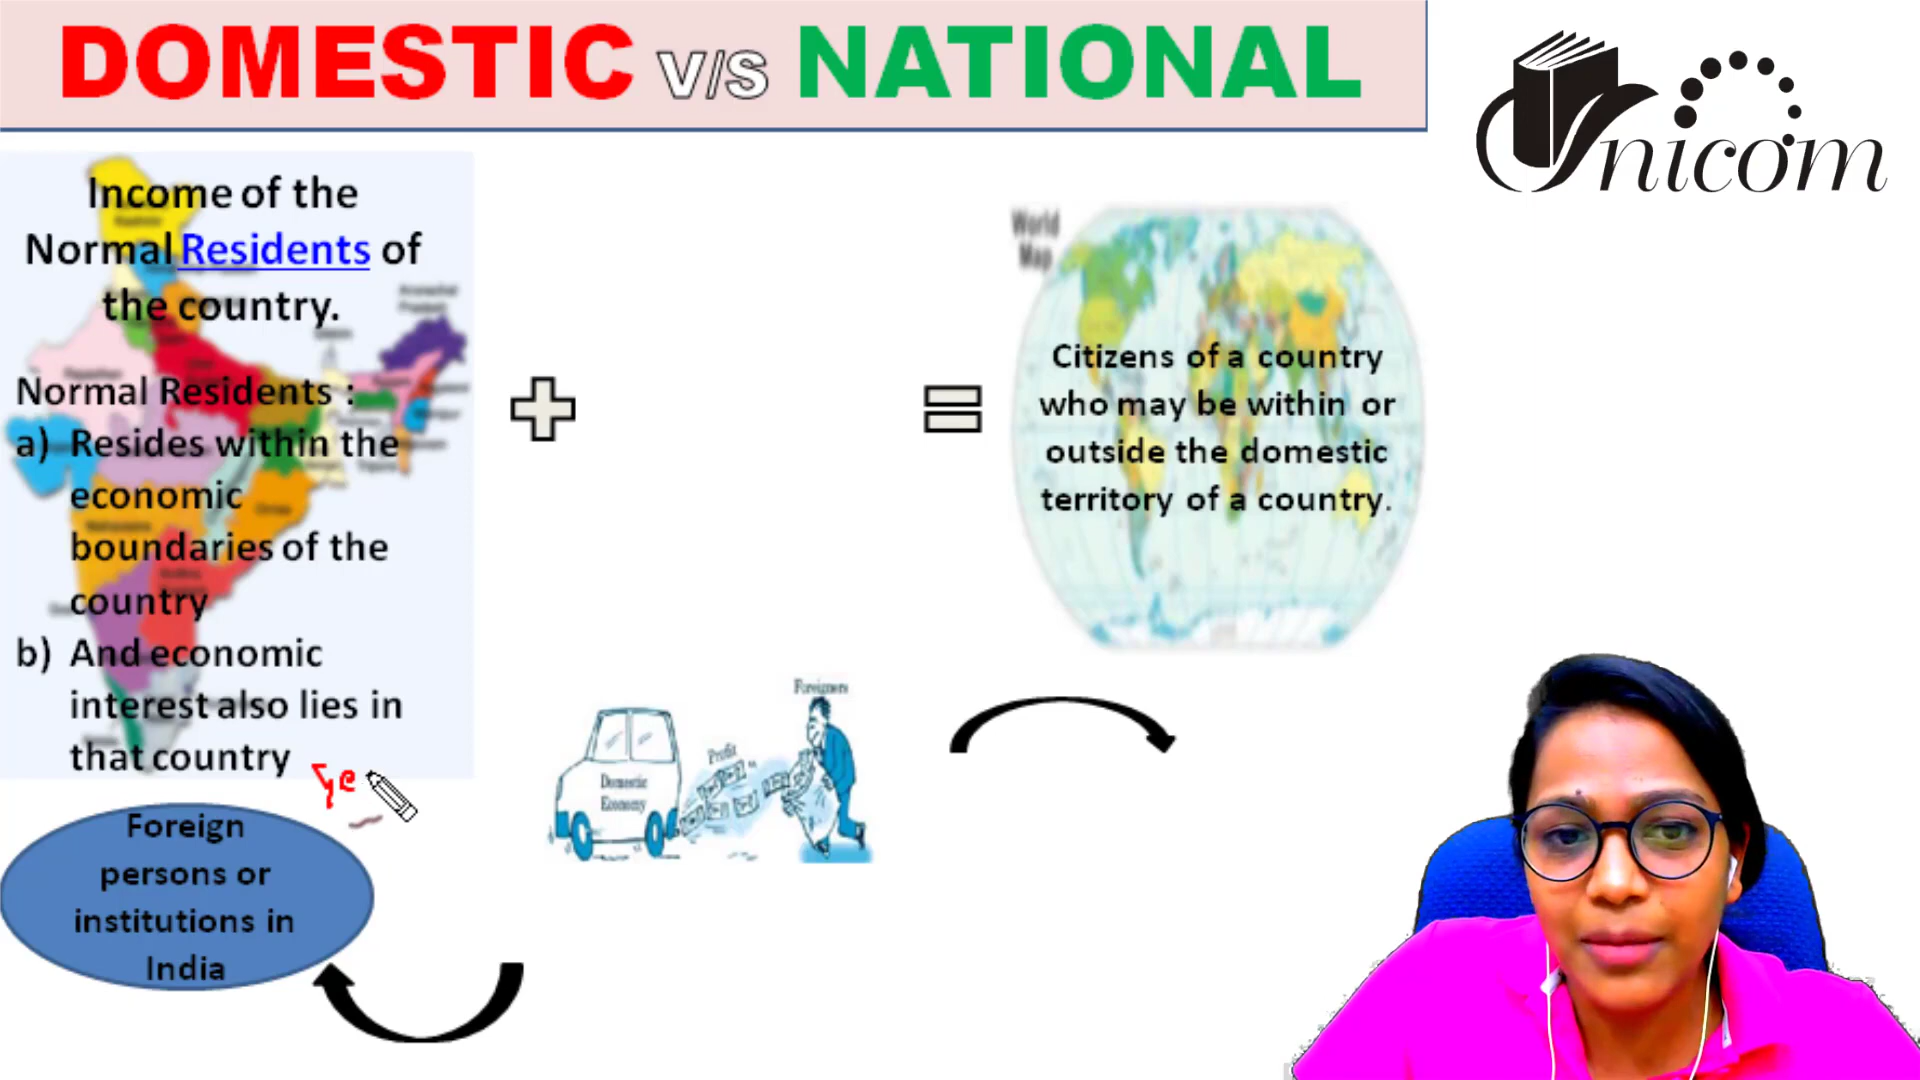 DOMESTIC V/S NATIONAL
Unicom
Income of the
Normal Residents of
the country.
Normal Residents :
a) Resides within the
economic
boundaries of the
country
b) And economic
interest also lies in
that country
Foreign
persons or
institutions in
India
World
Map
Citizens of a country
who may be within or
outside the domestic
territory of a country.
Foreigners
Profit
Domestic
Economy